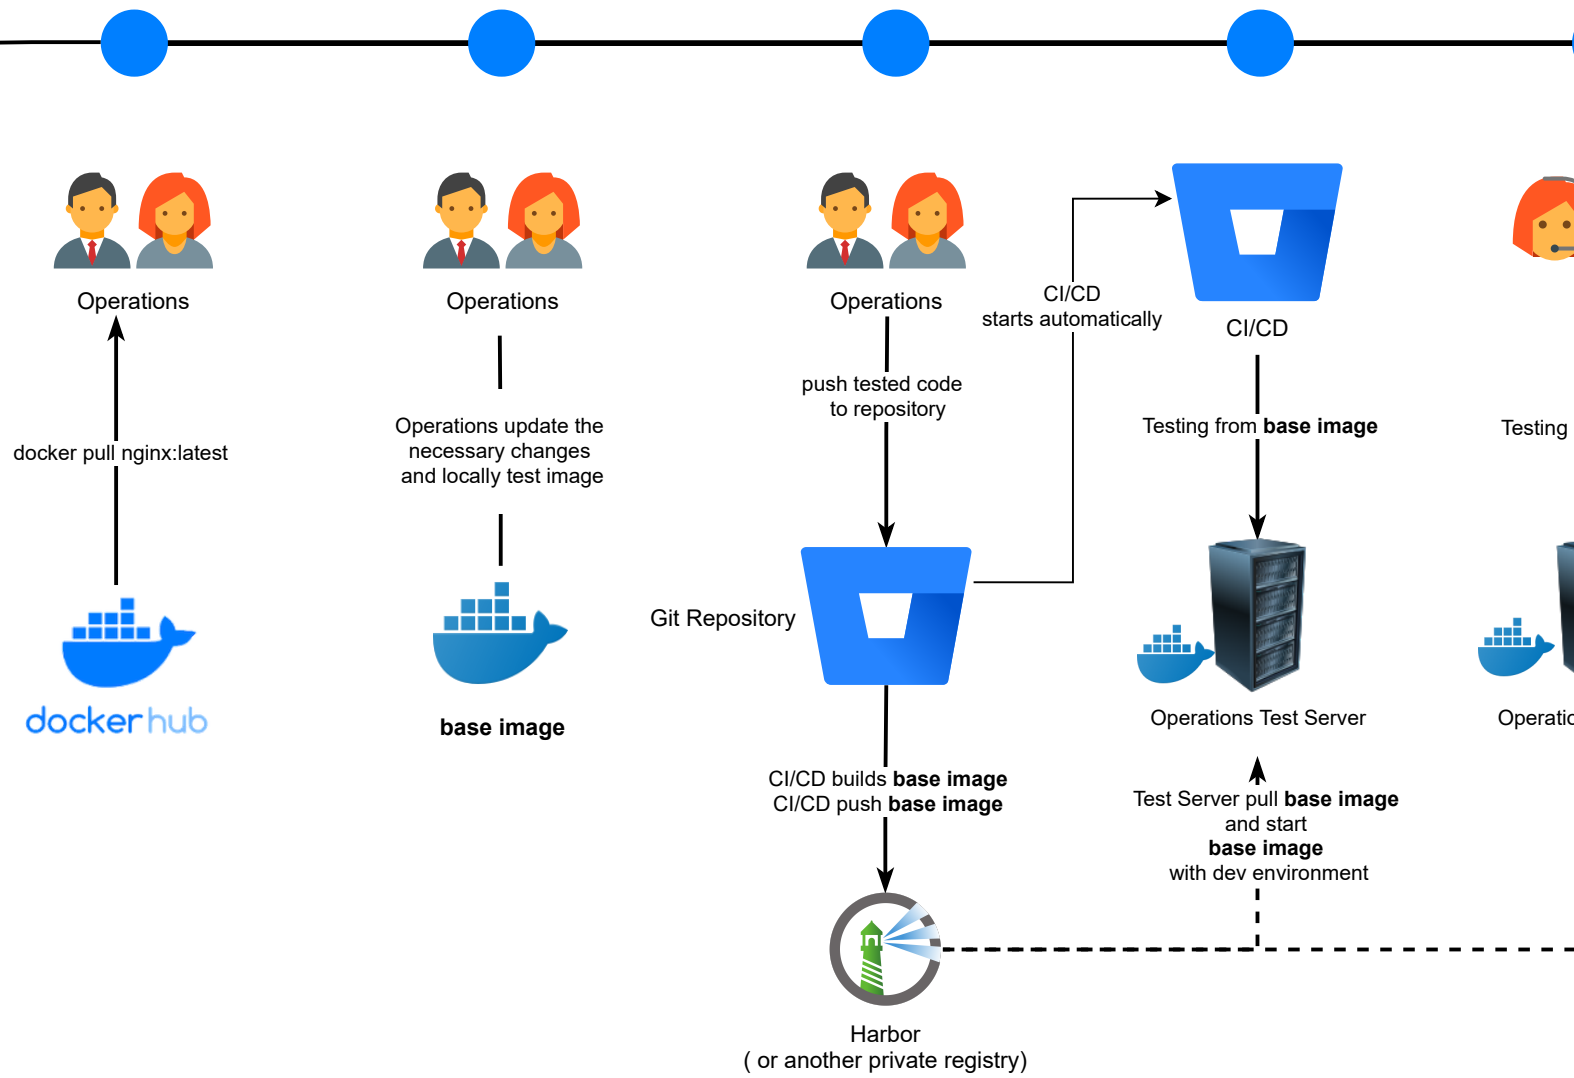 Operations
docker pull nginx:latest
dockerhub
Operations
Operations update the
necessary changes
and locally test image
base image
Operations
push tested code
to repository
Git Repository
CI/CD builds base image
CI/CD push base image
Harbor
( or another private registry)
CI/CD
starts automatically
CI/CD
Testing from base image
Operations Test Server
Test Server pull base image
and start
base image
with dev environment
Testing